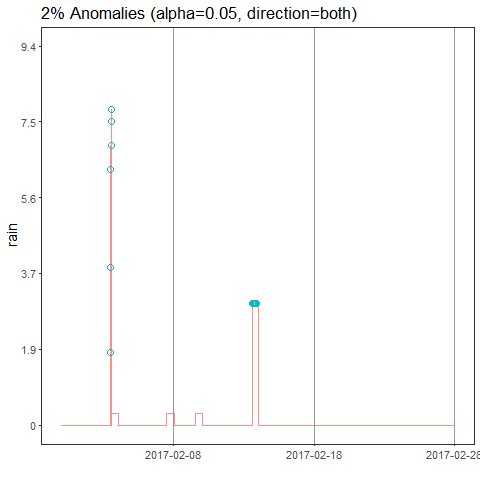 2% Anomalies (alpha=0.05, direction=both)
9.4
7.5
5.6
3.7
1.9
0
rain
2017-02-08 2017-02-18 2017-02-28